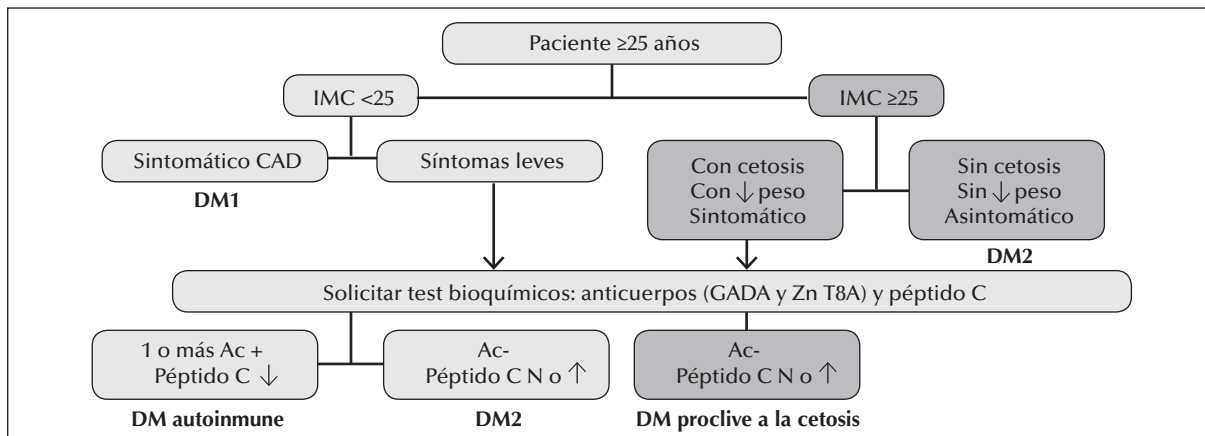 Paciente ≥25 años
IMC <25
IMC ≥25
Sintomático CAD
DM1
Síntomas leves
Con cetosis
Con ↓ peso
Sintomático
Sin cetosis
Sin ↓ peso
Asintomático
DM2
Solicitar test bioquímicos: anticuerpos (GADA y Zn T8A) y péptido C
1 o más Ac +
Péptido C ↓
DM autoinmune
Ac-
Péptido C N o ↑
DM2
Ac-
Péptido C N o ↑
DM proclive a la cetosis